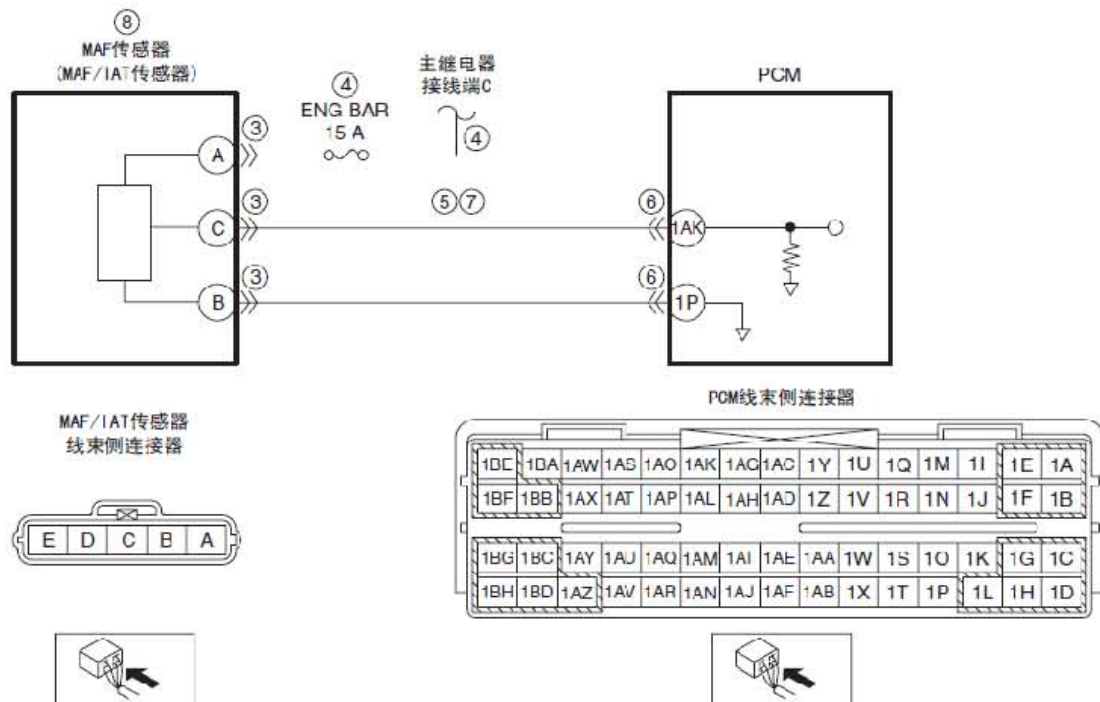 ⑧
MAF传感器
(MAF/IAT传感器)
④
ENG BAR
15 A
主继电器
接线端C
④
PCM
A ③
C ③ ⑤⑦ ⑥ 1AK
B ③ ⑥ 1P
MAF/IAT传感器
线束侧连接器
E D C B A
PCM线束侧连接器
1BE 1BA 1AW 1AS 1AO 1AK 1AG 1AC 1Y 1U 1Q 1M 1I 1E 1A
1BF 1BB 1AX 1AT 1AP 1AL 1AH 1AD 1Z 1V 1R 1N 1J 1F 1B
1BG 1BC 1AY 1AU 1AQ 1AM 1AI 1AE 1AA 1W 1S 1O 1K 1G 1C
1BH 1BD 1AZ 1AV 1AR 1AN 1AJ 1AF 1AB 1X 1T 1P 1L 1H 1D